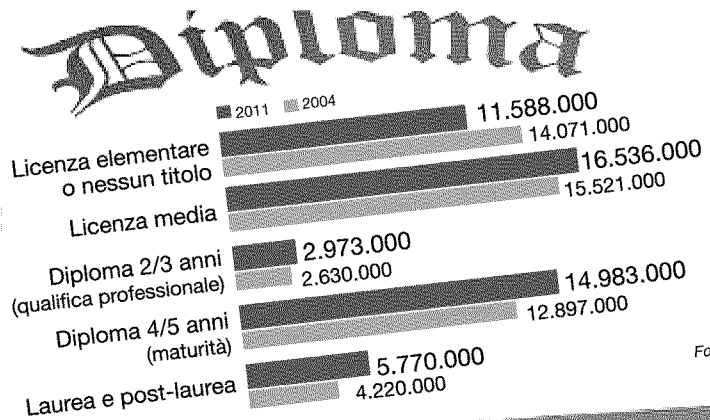 Diploma
2011 2004
Licenza elementare
o nessun titolo
11.588.000
14.071.000
Licenza media
16.536.000
15.521.000
Diploma 2/3 anni
(qualifica professionale)
2.973.000
2.630.000
Diploma 4/5 anni
(maturità)
14.983.000
12.897.000
Laurea e post-laurea
5.770.000
4.220.000
Fo